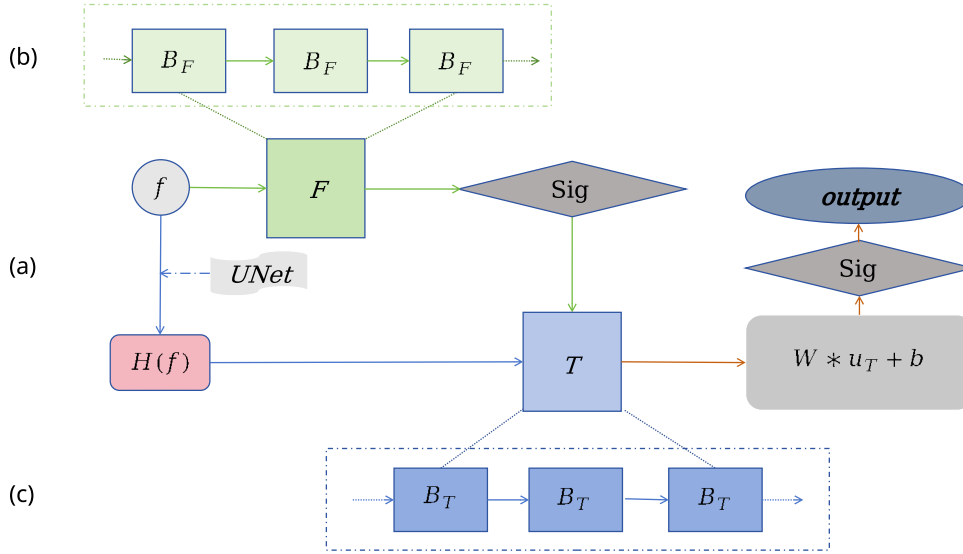 (b)
B_F B_F B_F
f F Sig
output
(a)
UNet
Sig
H(f) T W * u_T + b
(c)
B_T B_T B_T